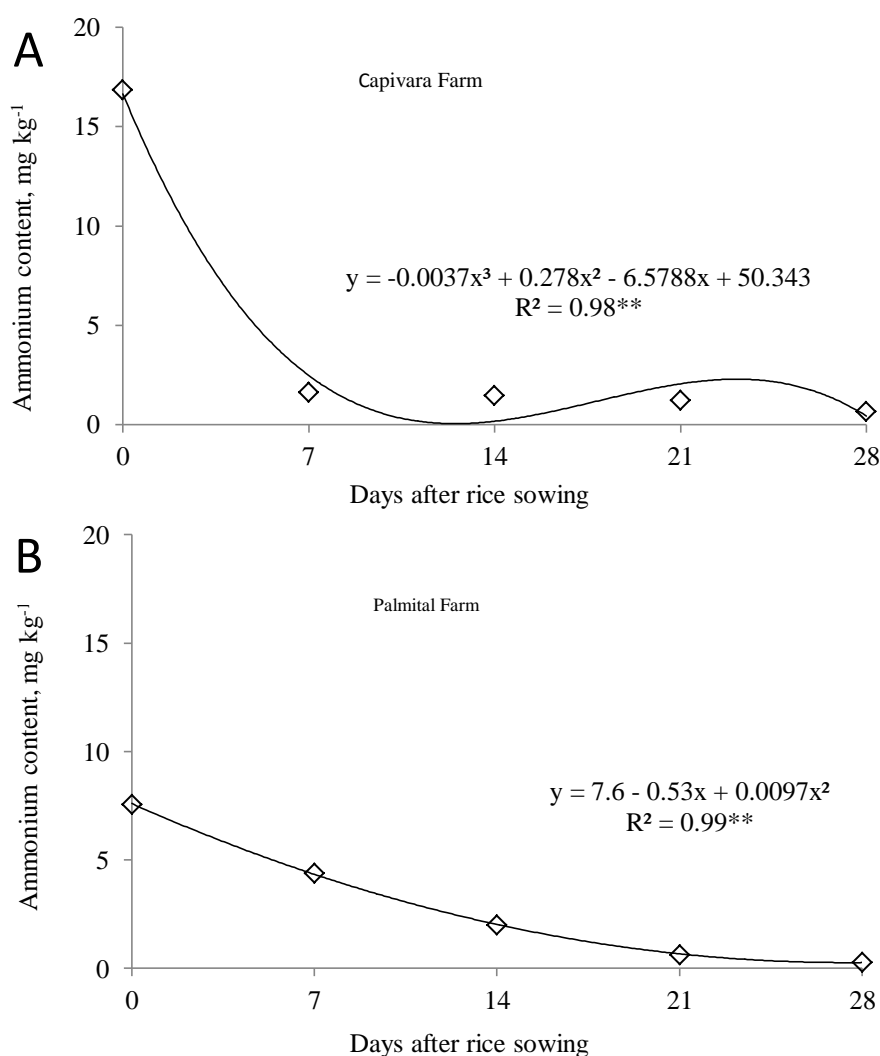 A
Capivara Farm
Ammonium content, mg kg⁻¹
20
15
10
5
0
y = -0.0037x³ + 0.278x² - 6.5788x + 50.343
R² = 0.98**
0 7 14 21 28
Days after rice sowing
B
Palmital Farm
Ammonium content, mg kg⁻¹
20
15
10
5
0
y = 7.6 - 0.53x + 0.0097x²
R² = 0.99**
0 7 14 21 28
Days after rice sowing